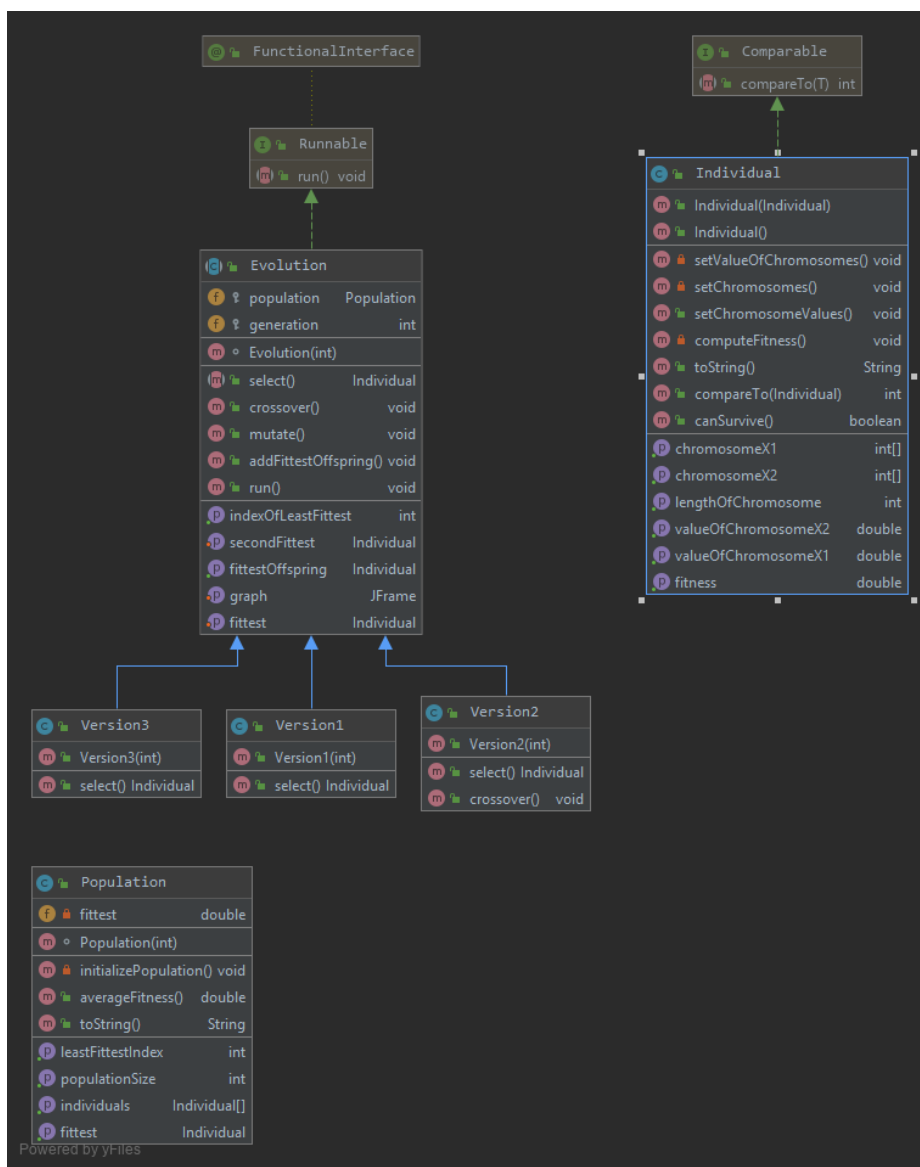 FunctionalInterface
Runnable
run() void
Evolution
population Population
generation int
Evolution(int)
select() Individual
crossover() void
mutate() void
addFittestOffspring() void
run() void
indexOfLeastFittest int
secondFittest Individual
fittestOffspring Individual
graph JFrame
fittest Individual
Comparable
compareTo(T) int
Individual
Individual(Individual)
Individual()
setValueOfChromosomes() void
setChromosomes() void
setChromosomeValues() void
computeFitness() void
toString() String
compareTo(Individual) int
canSurvive() boolean
chromosomeX1 int[]
chromosomeX2 int[]
lengthOfChromosome int
valueOfChromosomeX2 double
valueOfChromosomeX1 double
fitness double
Version3
Version3(int)
select() Individual
Version1
Version1(int)
select() Individual
Version2
Version2(int)
select() Individual
crossover() void
Population
fittest double
Population(int)
initializePopulation() void
averageFitness() double
toString() String
leastFittestIndex int
populationSize int
individuals Individual[]
fittest Individual
Powered by yFiles